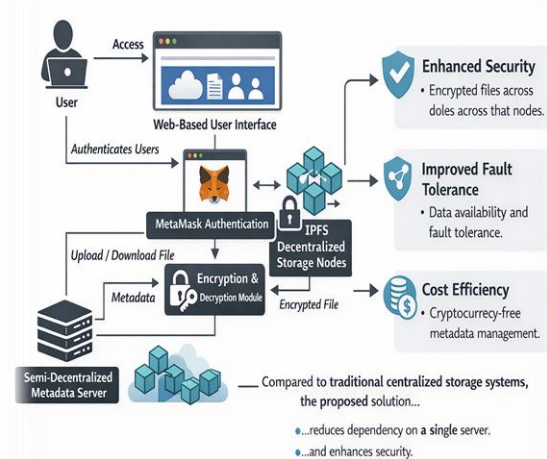 Access
User
Web-Based User Interface
Authenticates Users
MetaMask Authentication
IPFS
Decentralized
Storage Nodes
Upload / Download File
Metadata
Encryption &
Decryption Module
Encrypted File
Semi-Decentralized
Metadata Server
Enhanced Security
• Encrypted files across
doles across that nodes.
Improved Fault
Tolerance
• Data availability and
fault tolerance.
Cost Efficiency
• Cryptocurrecy-free
metadata management.
Compared to traditional centralized storage systems,
the proposed solution...
•...reduces dependency on a single server.
•...and enhances security.